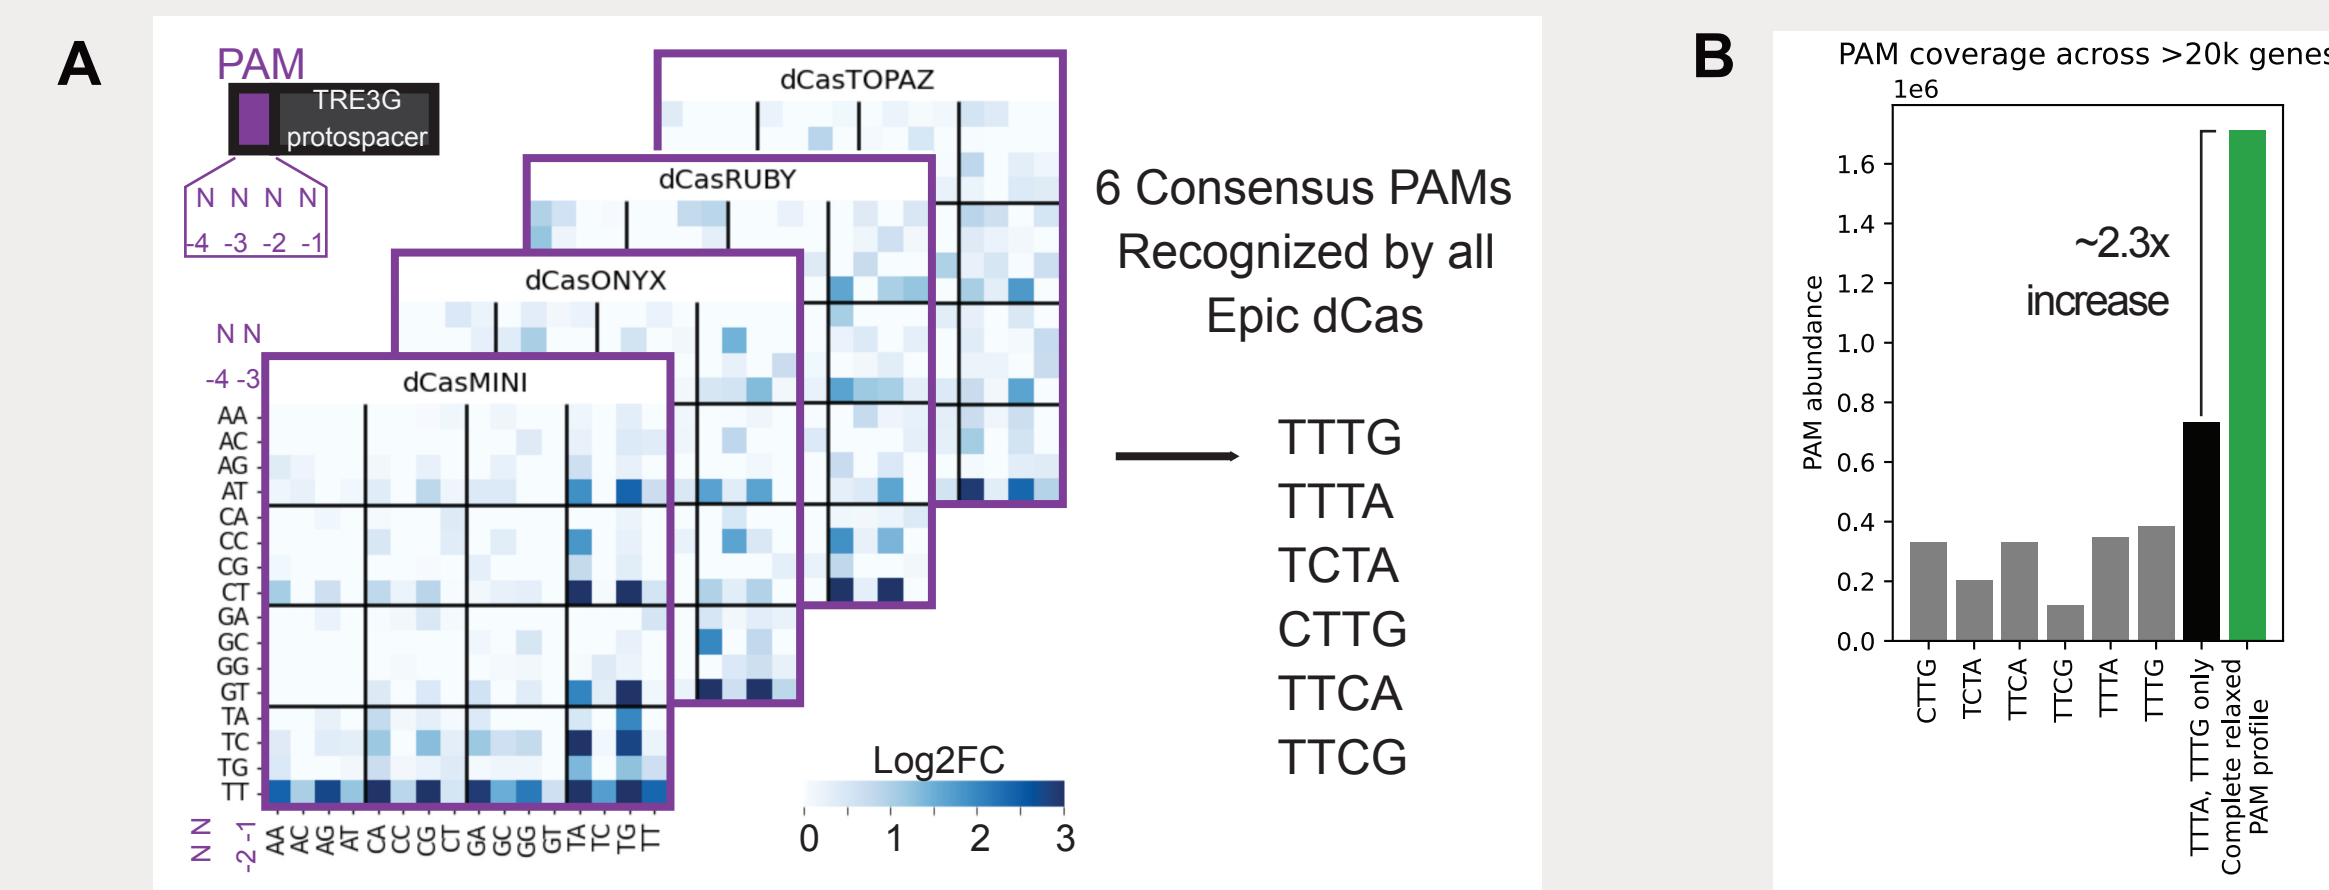 A
PAM
TRE3G
protospacer
N N N N
-4 -3 -2 -1
dCasTOPAZ
dCasRUBY
dCasONYX
dCasMINI
N N
-4 -3
AA
AC
AG
AT
CA
CC
CG
CT
GA
GC
GG
GT
TA
TC
TG
TT
N N
-2 -1
AA AC AG AT CA CC CG CT GA GC GG GT TA TC TG TT
Log2FC
0 1 2 3
6 Consensus PAMs
Recognized by all
Epic dCas
TTTG
TTTA
TCTA
CTTG
TTCA
TTCG
B
PAM coverage across >20k genes
1e6
PAM abundance
1.6
1.4
1.2
1.0
0.8
0.6
0.4
0.2
0.0
~2.3x
increase
CTTG
TCTA
TTCA
TTCG
TTTA
TTTG
TTTA, TTTG only
Complete relaxed
PAM profile